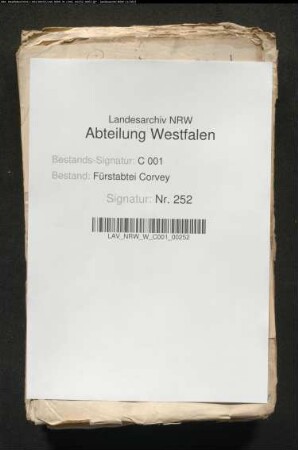 Landesarchiv NRW
Abteilung Westfalen
Bestands-Signatur: C 001
Bestand: Fürstabtei Corvey
Signatur: Nr. 252
LAV_NRW_W_C001_00252